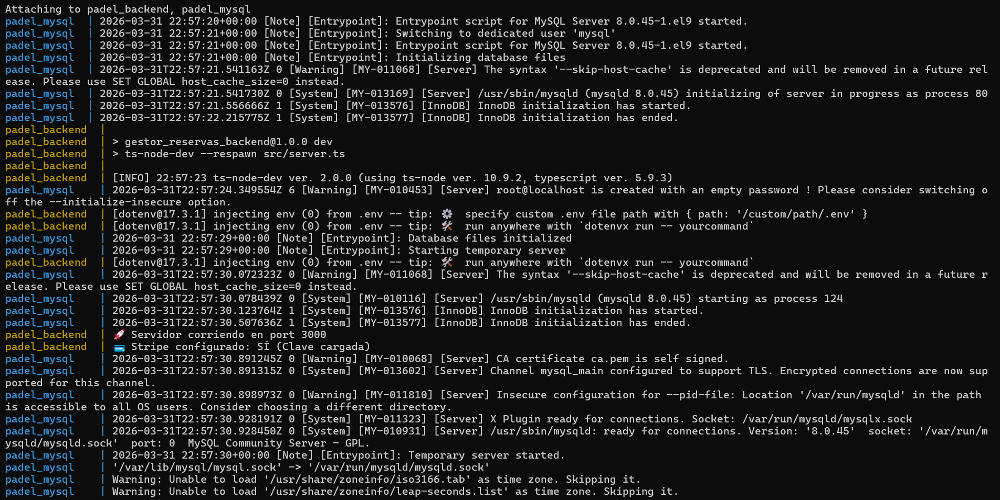 Attaching to padel_backend, padel_mysql
padel_mysql  | 2026-03-31 22:57:20+00:00 [Note] [Entrypoint]: Entrypoint script for MySQL Server 8.0.45-1.el9 started.
padel_mysql  | 2026-03-31 22:57:21+00:00 [Note] [Entrypoint]: Switching to dedicated user 'mysql'
padel_mysql  | 2026-03-31 22:57:21+00:00 [Note] [Entrypoint]: Entrypoint script for MySQL Server 8.0.45-1.el9 started.
padel_mysql  | 2026-03-31 22:57:21+00:00 [Note] [Entrypoint]: Initializing database files
padel_mysql  | 2026-03-31T22:57:21.541163Z 0 [Warning] [MY-011068] [Server] The syntax '--skip-host-cache' is deprecated and will be removed in a future rel
ease. Please use SET GLOBAL host_cache_size=0 instead.
padel_mysql  | 2026-03-31T22:57:21.541730Z 0 [System] [MY-013169] [Server] /usr/sbin/mysqld (mysqld 8.0.45) initializing of server in progress as process 80
padel_mysql  | 2026-03-31T22:57:21.556666Z 1 [System] [MY-013576] [InnoDB] InnoDB initialization has started.
padel_mysql  | 2026-03-31T22:57:22.215775Z 1 [System] [MY-013577] [InnoDB] InnoDB initialization has ended.
padel_backend  |
padel_backend  | > gestor_reservas_backend@1.0.0 dev
padel_backend  | > ts-node-dev --respawn src/server.ts
padel_backend  |
padel_backend  | [INFO] 22:57:23 ts-node-dev ver. 2.0.0 (using ts-node ver. 10.9.2, typescript ver. 5.9.3)
padel_mysql    | 2026-03-31T22:57:24.349554Z 6 [Warning] [MY-010453] [Server] root@localhost is created with an empty password ! Please consider switching o
ff the --initialize-insecure option.
padel_backend  | [dotenv@17.3.1] injecting env (0) from .env -- tip: ⚙️  specify custom .env file path with { path: '/custom/path/.env' }
padel_backend  | [dotenv@17.3.1] injecting env (0) from .env -- tip: 🛠️  run anywhere with `dotenvx run -- yourcommand`
padel_mysql    | 2026-03-31 22:57:29+00:00 [Note] [Entrypoint]: Database files initialized
padel_mysql    | 2026-03-31 22:57:29+00:00 [Note] [Entrypoint]: Starting temporary server
padel_backend  | [dotenv@17.3.1] injecting env (0) from .env -- tip: 🛠️  run anywhere with `dotenvx run -- yourcommand`
padel_mysql    | 2026-03-31T22:57:30.072323Z 0 [Warning] [MY-011068] [Server] The syntax '--skip-host-cache' is deprecated and will be removed in a future r
elease. Please use SET GLOBAL host_cache_size=0 instead.
padel_mysql    | 2026-03-31T22:57:30.078439Z 0 [System] [MY-010116] [Server] /usr/sbin/mysqld (mysqld 8.0.45) starting as process 124
padel_mysql    | 2026-03-31T22:57:30.123764Z 1 [System] [MY-013576] [InnoDB] InnoDB initialization has started.
padel_mysql    | 2026-03-31T22:57:30.507636Z 1 [System] [MY-013577] [InnoDB] InnoDB initialization has ended.
padel_backend  | 🚀 Servidor corriendo en port 3000
padel_backend  | 💳 Stripe configurado: SÍ (Clave cargada)
padel_mysql    | 2026-03-31T22:57:30.891245Z 0 [Warning] [MY-010068] [Server] CA certificate ca.pem is self signed.
padel_mysql    | 2026-03-31T22:57:30.891315Z 0 [System] [MY-013602] [Server] Channel mysql_main configured to support TLS. Encrypted connections are now sup
ported for this channel.
padel_mysql    | 2026-03-31T22:57:30.898973Z 0 [Warning] [MY-011810] [Server] Insecure configuration for --pid-file: Location '/var/run/mysqld' in the path
is accessible to all OS users. Consider choosing a different directory.
padel_mysql    | 2026-03-31T22:57:30.928191Z 0 [System] [MY-011323] [Server] X Plugin ready for connections. Socket: /var/run/mysqld/mysqlx.sock
padel_mysql    | 2026-03-31T22:57:30.928450Z 0 [System] [MY-010931] [Server] /usr/sbin/mysqld: ready for connections. Version: '8.0.45'  socket: '/var/run/m
ysqld/mysqld.sock'  port: 0  MySQL Community Server - GPL.
padel_mysql    | 2026-03-31 22:57:30+00:00 [Note] [Entrypoint]: Temporary server started.
padel_mysql    | '/var/lib/mysql/mysql.sock' -> '/var/run/mysqld/mysqld.sock'
padel_mysql    | Warning: Unable to load '/usr/share/zoneinfo/iso3166.tab' as time zone. Skipping it.
padel_mysql    | Warning: Unable to load '/usr/share/zoneinfo/leap-seconds.list' as time zone. Skipping it.